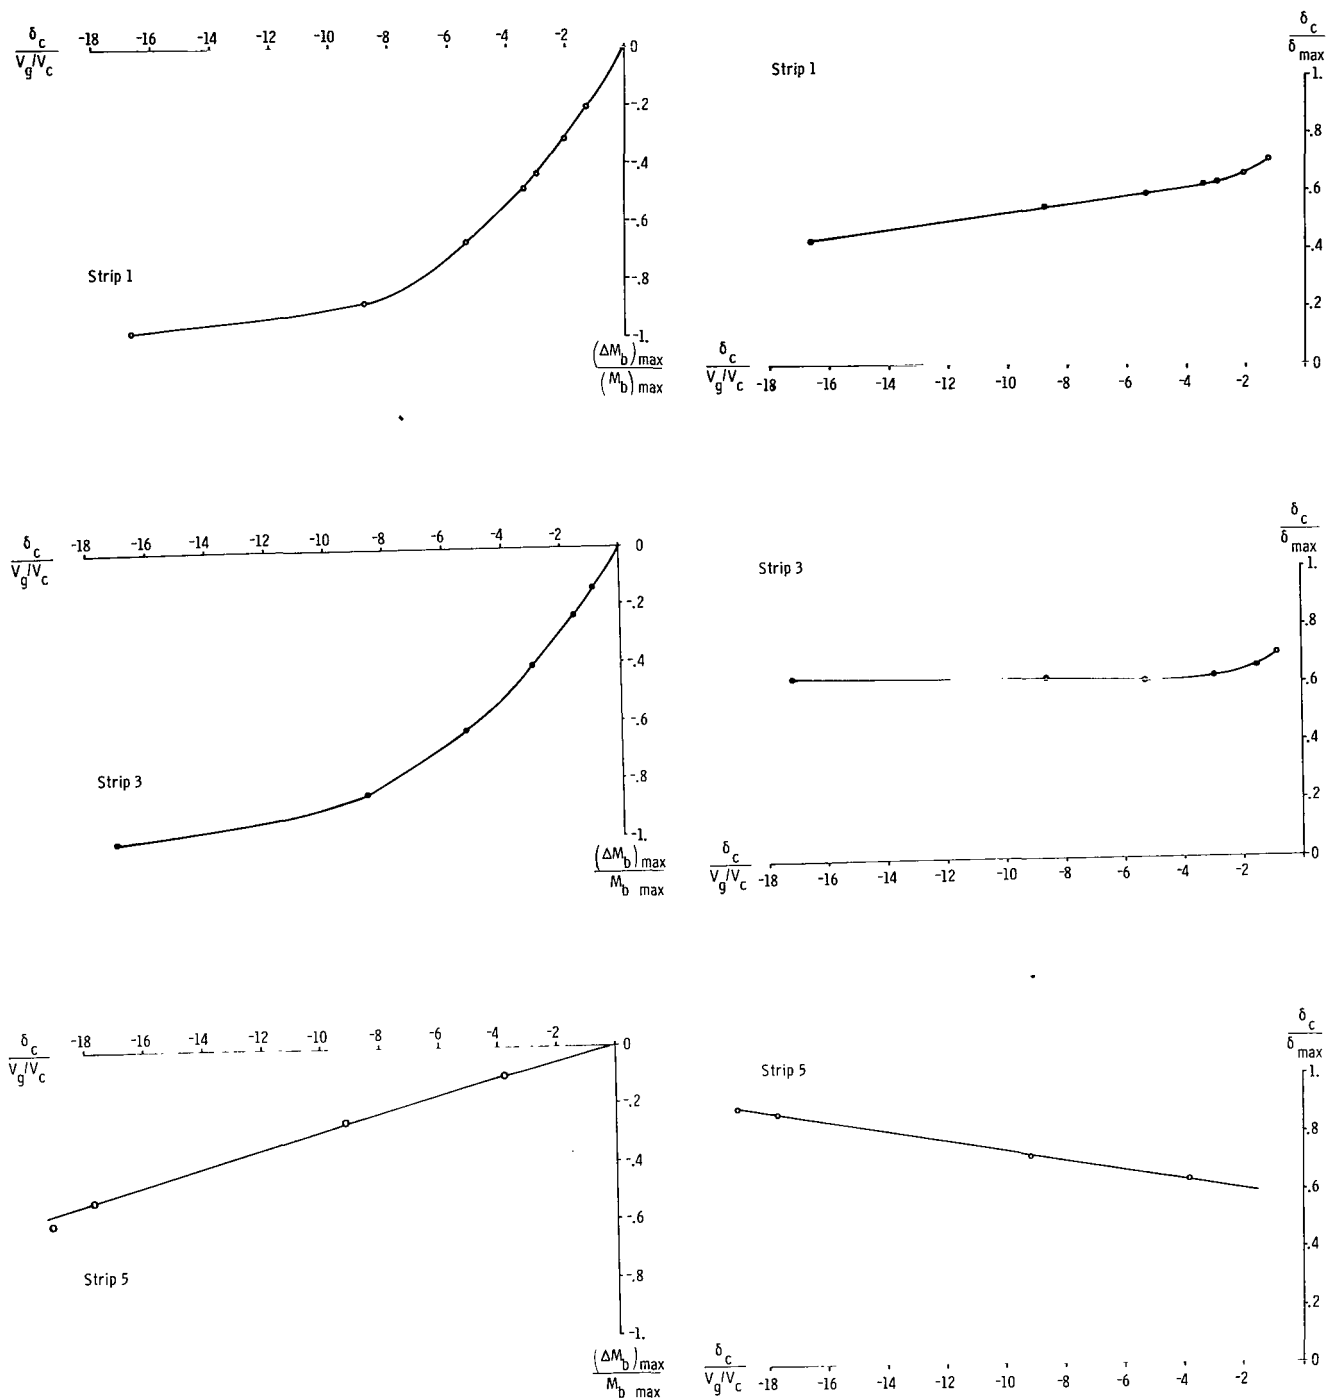 δc
Vg/Vc
-18 -16 -14 -12 -10 -8 -6 -4 -2 0
-.2
-.4
-.6
-.8
-1.
Strip 1
(ΔMb)max
(Mb)max
Strip 1
δc
δmax
1.
.8
.6
.4
.2
0
δc
Vg/Vc
-18 -16 -14 -12 -10 -8 -6 -4 -2
δc
Vg/Vc
-18 -16 -14 -12 -10 -8 -6 -4 -2 0
-.2
-.4
-.6
-.8
-1.
Strip 3
(ΔMb)max
Mb max
Strip 3
δc
δmax
1.
.8
.6
.4
.2
0
δc
Vg/Vc
-18 -16 -14 -12 -10 -8 -6 -4 -2
δc
Vg/Vc
-18 -16 -14 -12 -10 -8 -6 -4 -2 0
-.2
-.4
-.6
-.8
-1.
Strip 5
(ΔMb)max
Mb max
Strip 5
δc
δmax
1.
.8
.6
.4
.2
0
δc
Vg/Vc
-18 -16 -14 -12 -10 -8 -6 -4 -2